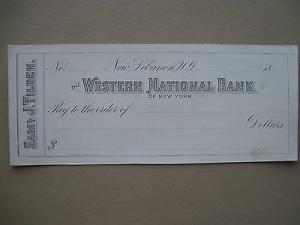 SAML J. TILDEN.
No. New Lebanon, N.Y. 18
THE WESTERN NATIONAL BANK
OF NEW YORK
Pay to the order of
Dollars
$